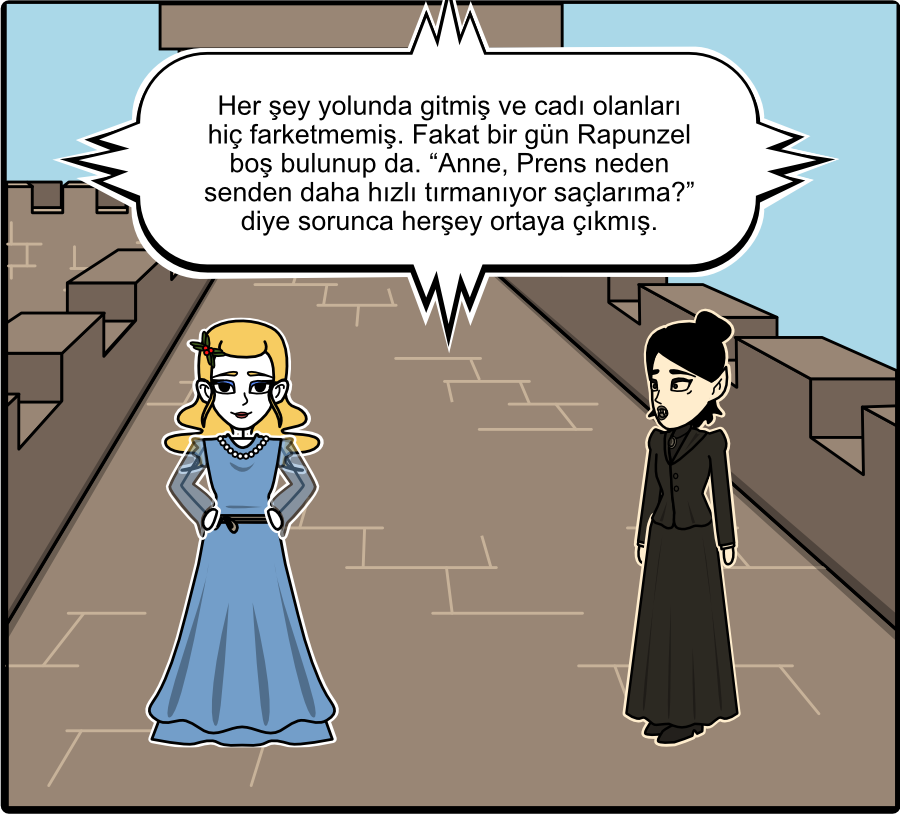 Her şey yolunda gitmiş ve cadı olanları
hiç farketmemiş. Fakat bir gün Rapunzel
boş bulunup da. “Anne, Prens neden
senden daha hızlı tırmanıyor saçlarıma?”
diye sorunca herşey ortaya çıkmış.